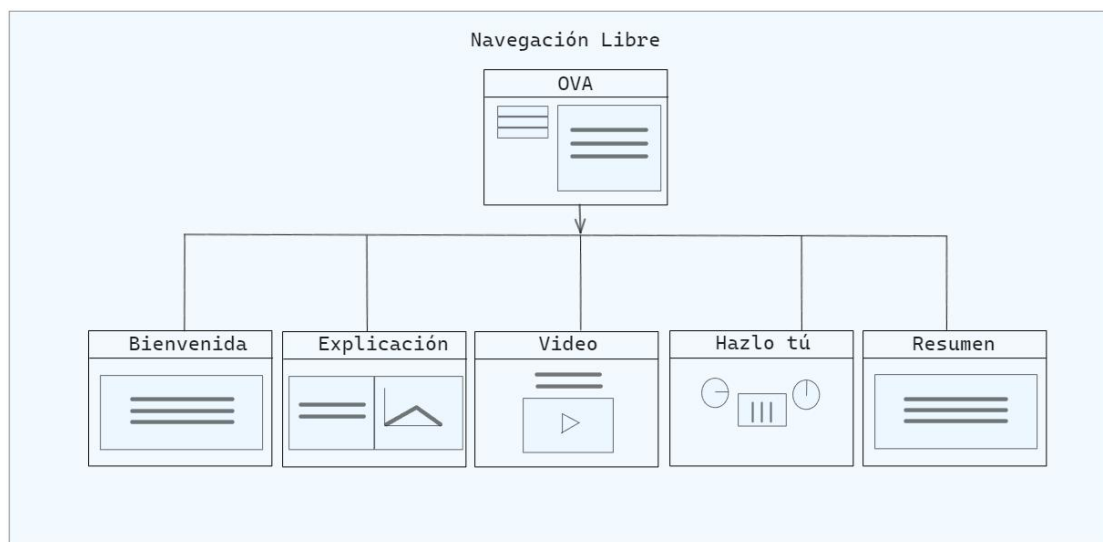 Navegación Libre
OVA
Bienvenida
Explicación
Video
Hazlo tú
Resumen